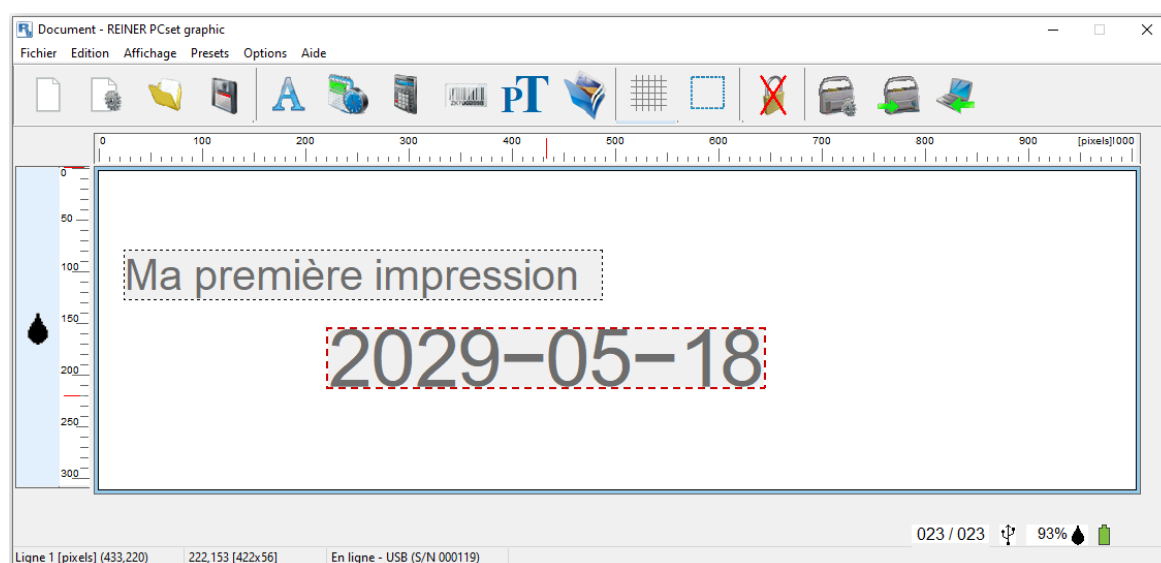 Document - REINER PCset graphic
Fichier Edition Affichage Presets Options Aide
A PT
0 100 200 300 400 500 600 700 800 900 [pixels]1000
0
50
100
150
200
250
300
Ma première impression
2029-05-18
023 / 023 93%
Ligne 1 [pixels] (433,220) 222,153 [422x56] En ligne - USB (S/N 000119)